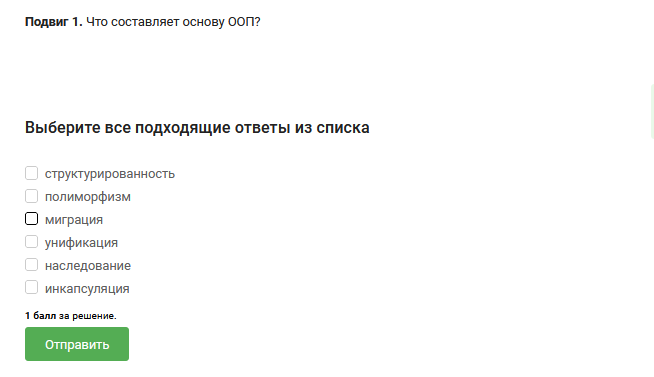 Подвиг 1. Что составляет основу ООП?
Выберите все подходящие ответы из списка
структурированность
полиморфизм
миграция
унификация
наследование
инкапсуляция
1 балл за решение.
Отправить